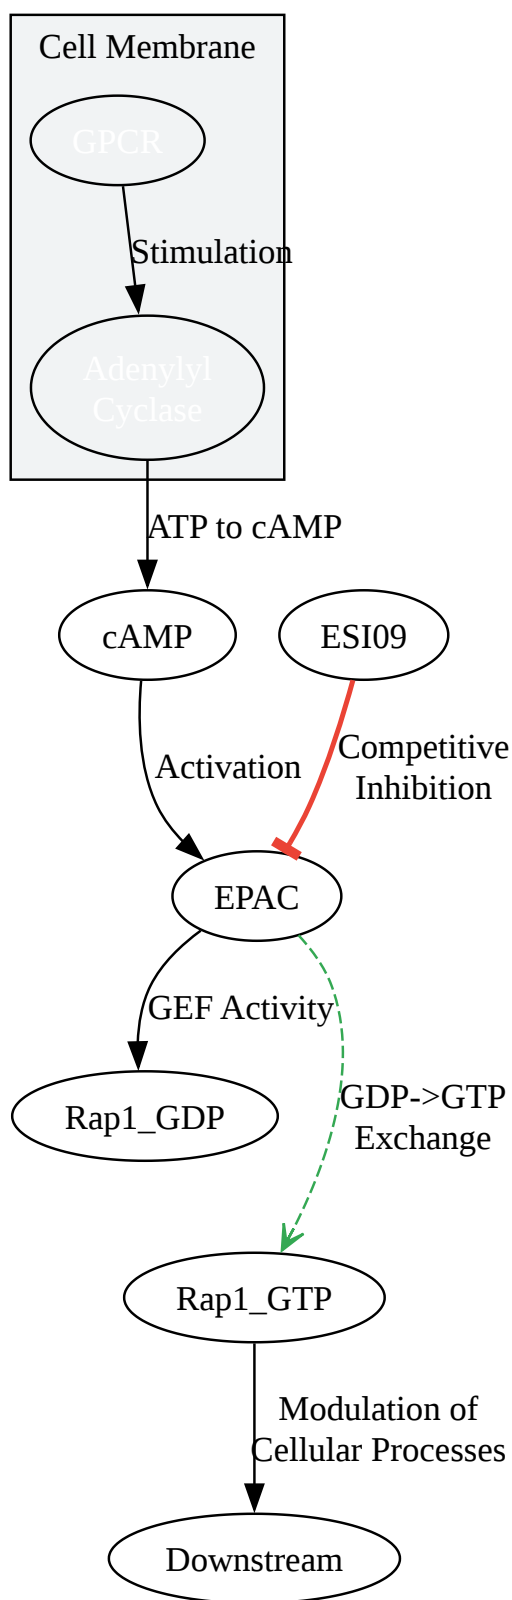 Cell Membrane
GPCR
Stimulation
Adenylyl
Cyclase
ATP to cAMP
cAMP
ESI09
Competitive
Inhibition
Activation
EPAC
GEF Activity
Rap1_GDP
GDP->GTP
Exchange
Rap1_GTP
Modulation of
Cellular Processes
Downstream